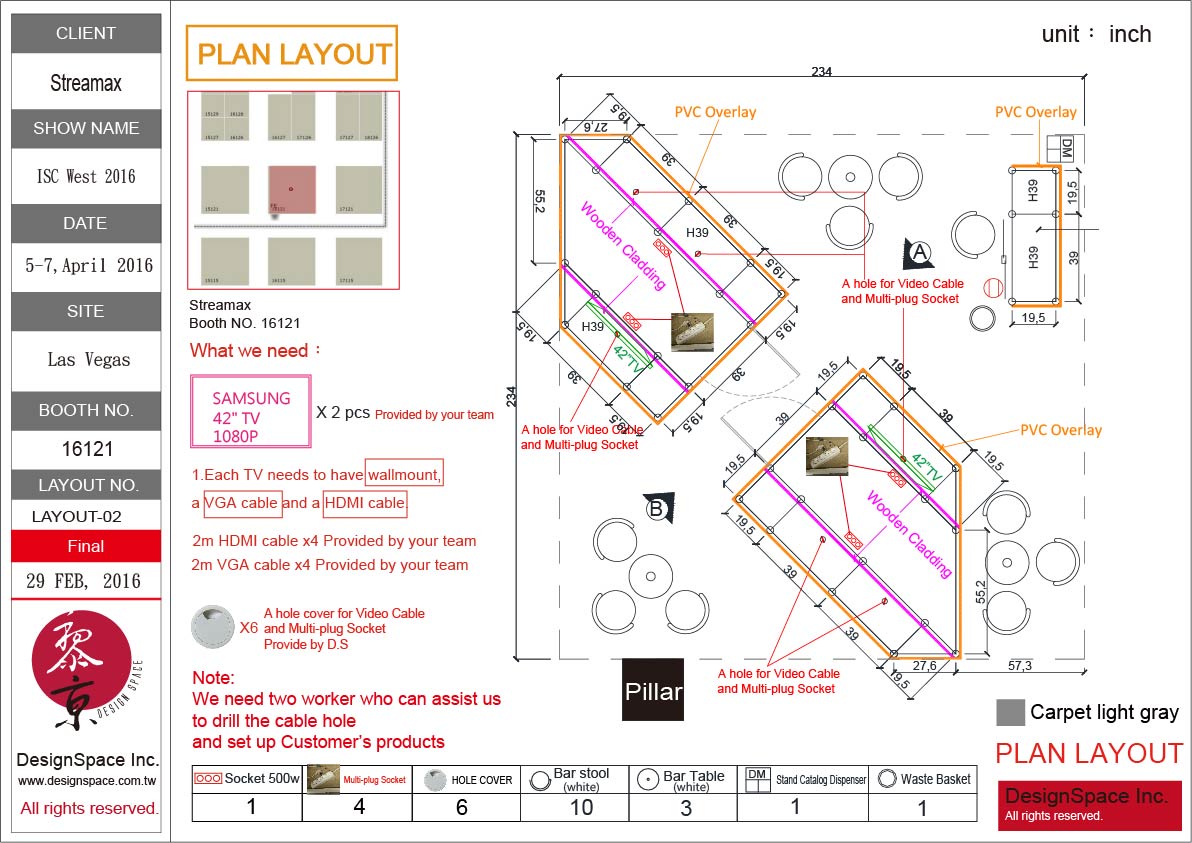 CLIENT
Streamax
SHOW NAME
ISC West 2016
DATE
5-7,April 2016
SITE
Las Vegas
BOOTH NO.
16121
LAYOUT NO.
LAYOUT-02
Final
29 FEB, 2016
黎
京
DESIGN SPACE
DesignSpace Inc.
www.designspace.com.tw
All rights reserved.
PLAN LAYOUT
15129 16128
15127 16126 16127 17126 17127 18126
15121 16121 17121
15115 16115 17115
Streamax
Booth NO. 16121
What we need：
SAMSUNG
42" TV
1080P
X 2 pcs Provided by your team
1.Each TV needs to have wallmount,
a VGA cable and a HDMI cable.
2m HDMI cable x4 Provided by your team
2m VGA cable x4 Provided by your team
X6
A hole cover for Video Cable
and Multi-plug Socket
Provide by D.S
Note:
We need two worker who can assist us
to drill the cable hole
and set up Customer's products
unit： inch
234
234
PVC Overlay
19,5
27,6
39
39
19,5
19,5
55,2
Wooden Cladding
H39
H39
42"TV
19,5
39
19,5
19,5
39
A hole for Video Cable
and Multi-plug Socket
A hole for Video Cable
and Multi-plug Socket
A
B
PVC Overlay
DM
H39
H39
19,5
39
19,5
19,5
19,5
39
39
19,5
19,5
PVC Overlay
42"TV
Wooden Cladding
19,5
39
39
19,5
55,2
27,6
57,3
A hole for Video Cable
and Multi-plug Socket
Pillar
Carpet light gray
PLAN LAYOUT
DesignSpace Inc.
All rights reserved.
Socket 500w
Multi-plug Socket
HOLE COVER
Bar stool
(white)
Bar Table
(white)
DM
Stand Catalog Dispenser
Waste Basket
1 4 6 10 3 1 1